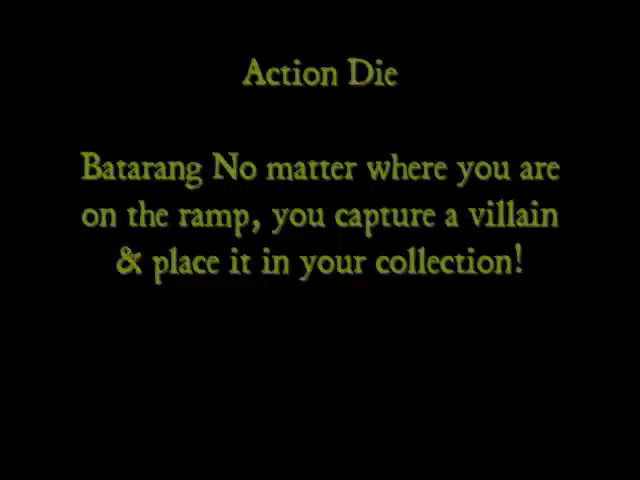 Action Die
Batarang No matter where you are
on the ramp, you capture a villain
& place it in your collection!